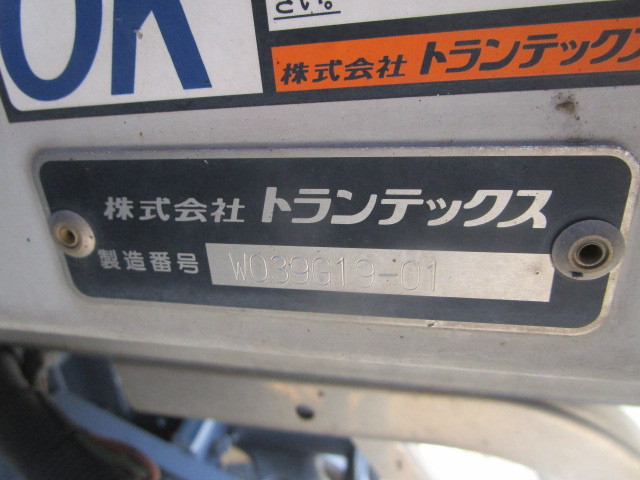 OK
さい。
株式会社 トランテックス
株式会社 トランテックス
製造番号 W039G19-01